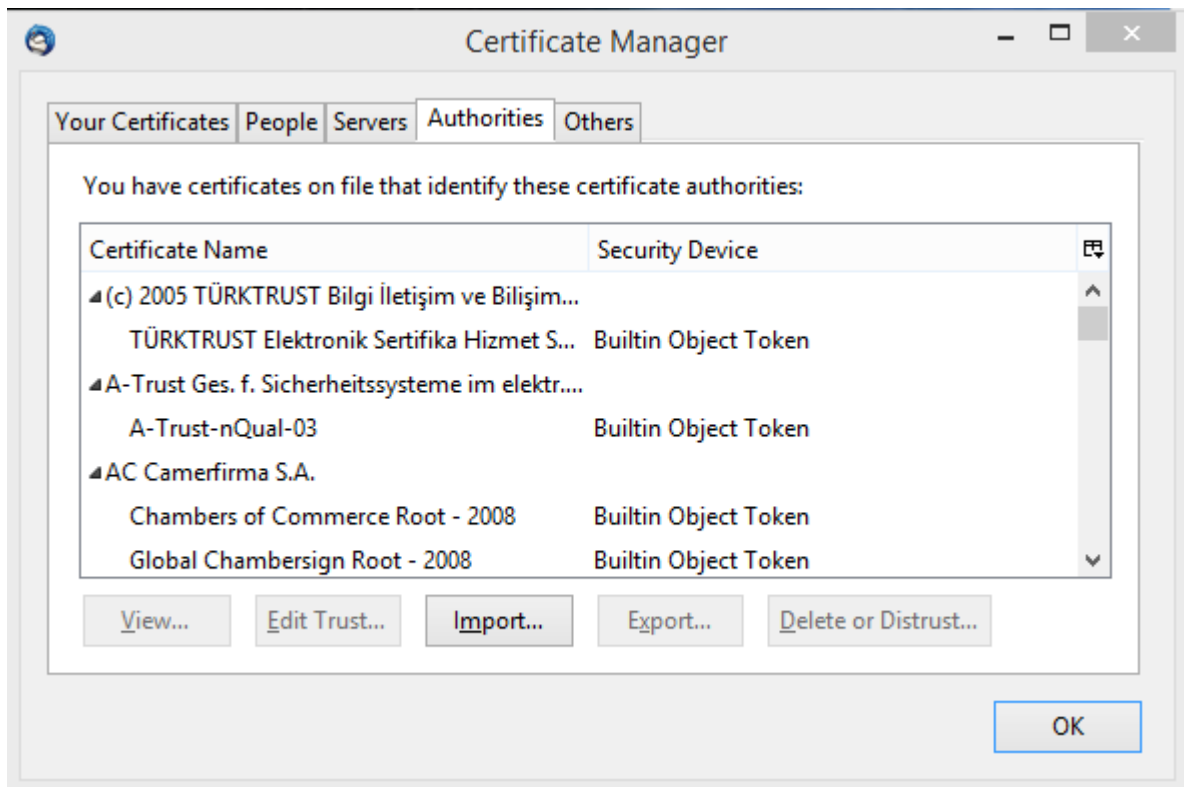 Certificate Manager
Your Certificates People Servers Authorities Others
You have certificates on file that identify these certificate authorities:
Certificate Name Security Device
(c) 2005 TÜRKTRUST Bilgi İletişim ve Bilişim...
TÜRKTRUST Elektronik Sertifika Hizmet S... Builtin Object Token
A-Trust Ges. f. Sicherheitssysteme im elektr....
A-Trust-nQual-03 Builtin Object Token
AC Camerfirma S.A.
Chambers of Commerce Root - 2008 Builtin Object Token
Global Chambersign Root - 2008 Builtin Object Token
View... Edit Trust... Import... Export... Delete or Distrust...
OK